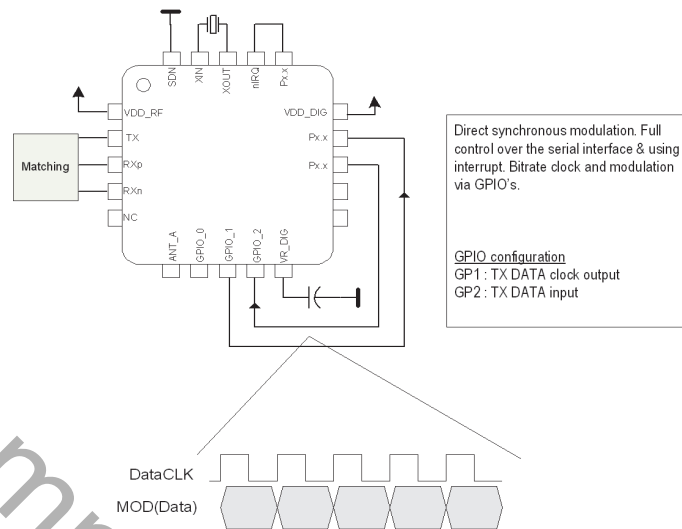 SDN
XIN
XOUT
nIRQ
Px.x
VDD_RF
VDD_DIG
TX
Px.x
Matching
RXp
Px.x
RXn
NC
ANT_A
GPIO_0
GPIO_1
GPIO_2
VR_DIG
Direct synchronous modulation. Full
control over the serial interface & using
interrupt. Bitrate clock and modulation
via GPIO's.
GPIO configuration
GP1 : TX DATA clock output
GP2 : TX DATA input
DataCLK
MOD(Data)